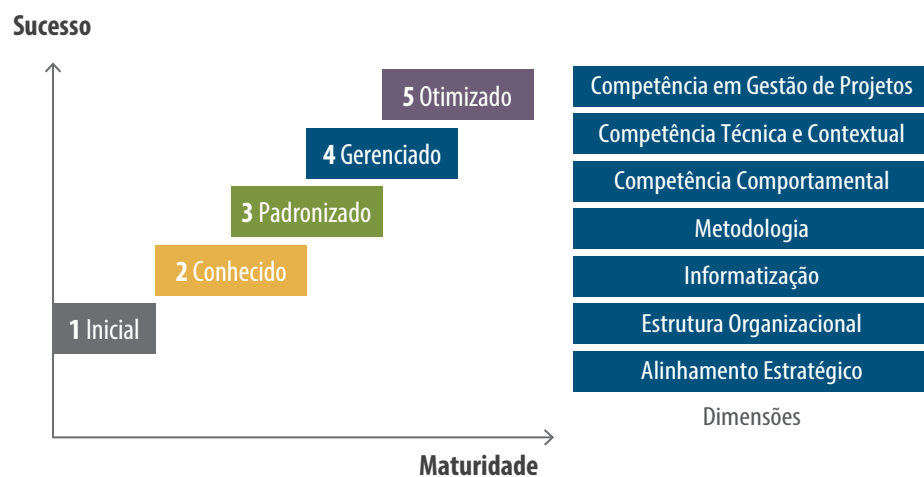 Sucesso
5 Otimizado
4 Gerenciado
3 Padronizado
2 Conhecido
1 Inicial
Maturidade
Competência em Gestão de Projetos
Competência Técnica e Contextual
Competência Comportamental
Metodologia
Informatização
Estrutura Organizacional
Alinhamento Estratégico
Dimensões